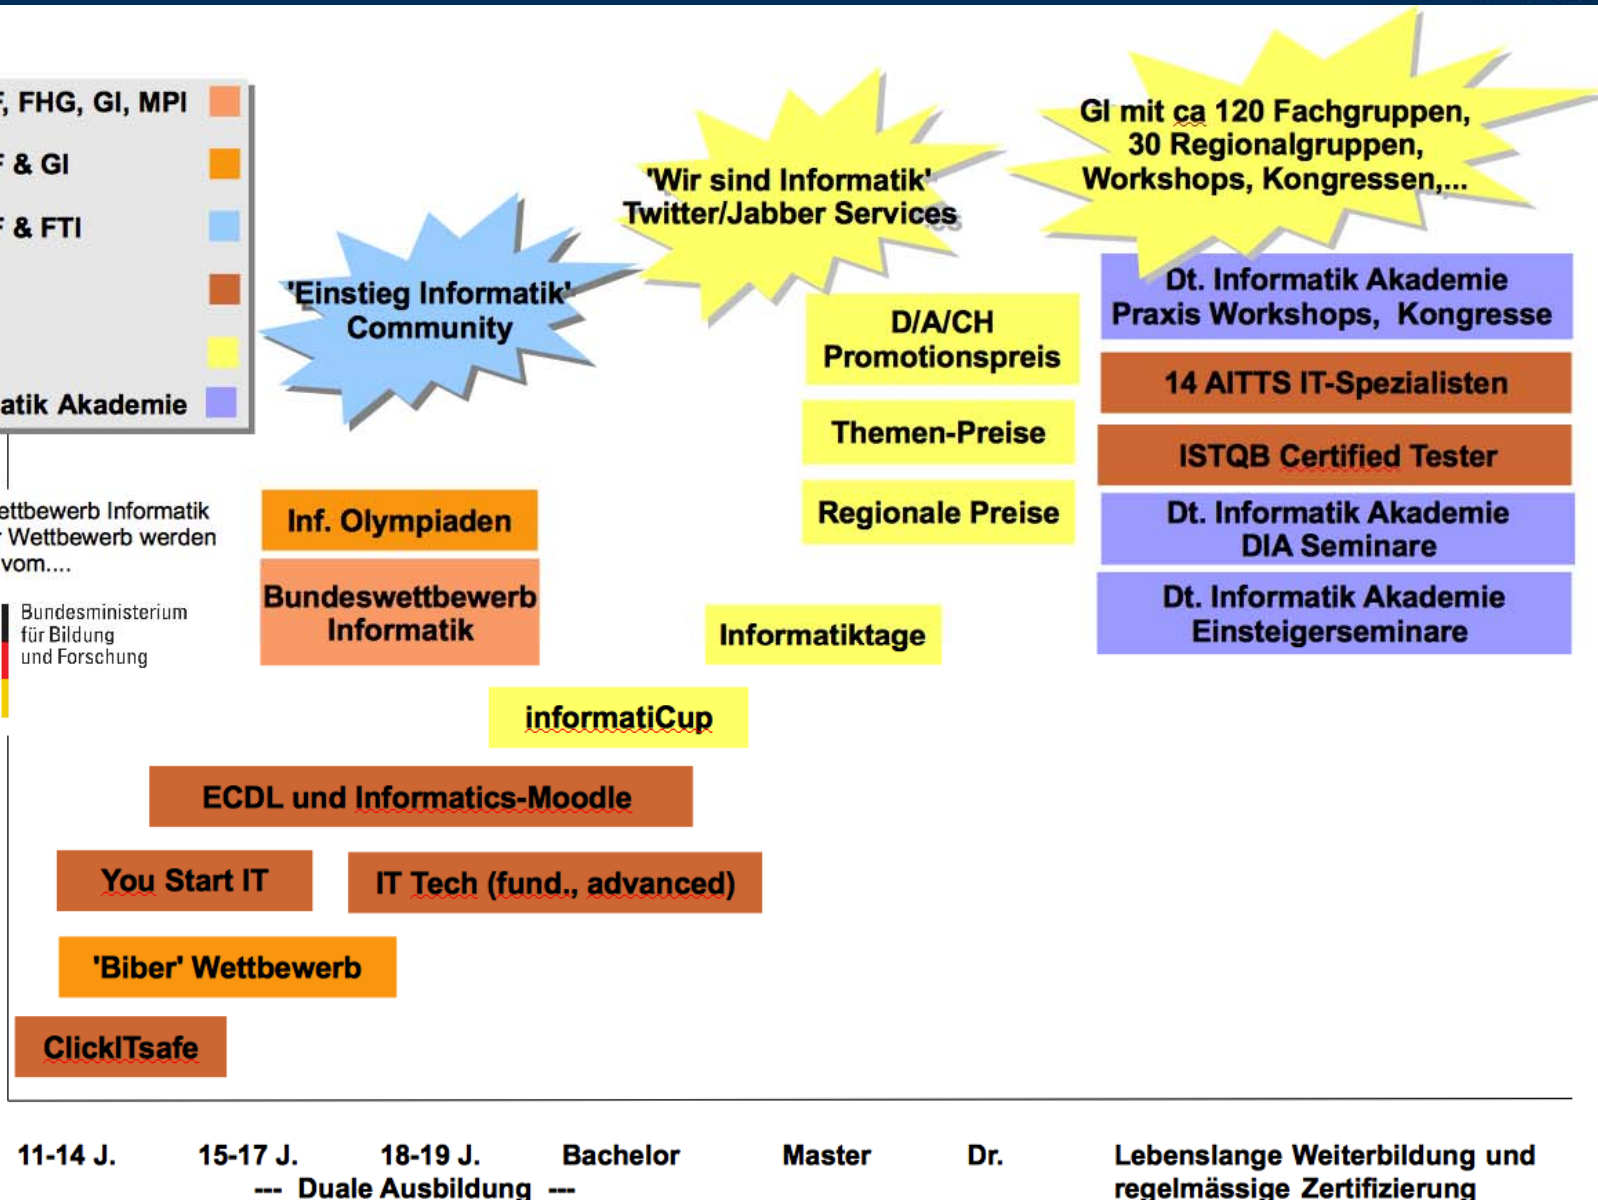 , FHG, GI, MPI
& GI
& FTI
atik Akademie
'Einstieg Informatik'
Community
'Wir sind Informatik'
Twitter/Jabber Services
GI mit ca 120 Fachgruppen,
30 Regionalgruppen,
Workshops, Kongressen,...
D/A/CH
Promotionspreis
Themen-Preise
Regionale Preise
Dt. Informatik Akademie
Praxis Workshops, Kongresse
14 AITTS IT-Spezialisten
ISTQB Certified Tester
Dt. Informatik Akademie
DIA Seminare
Dt. Informatik Akademie
Einsteigerseminare
ettbewerb Informatik
Wettbewerb werden
vom....
Bundesministerium
für Bildung
und Forschung
Inf. Olympiaden
Bundeswettbewerb
Informatik
Informatiktage
informatiCup
ECDL und Informatics-Moodle
You Start IT
IT Tech (fund., advanced)
'Biber' Wettbewerb
ClickITsafe
11-14 J. 15-17 J. 18-19 J. Bachelor Master Dr. Lebenslange Weiterbildung und
--- Duale Ausbildung --- regelmässige Zertifizierung